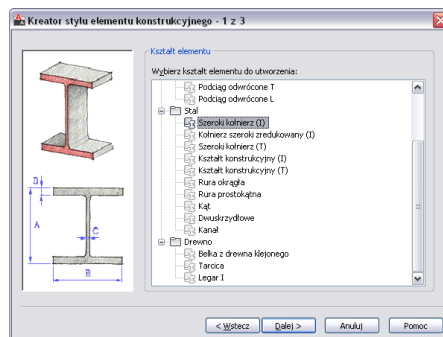 Kreator stylu elementu konstrukcyjnego - 1 z 3
Kształt elementu
Wybierz kształt elementu do utworzenia:
Podciąg odwrócone T
Podciąg odwrócone L
Stal
Szeroki kołnierz (I)
Kołnierz szeroki zredukowany (I)
Szeroki kołnierz (T)
Kształt konstrukcyjny (I)
Kształt konstrukcyjny (T)
Rura okrągła
Rura prostokątna
Kąt
Dwuskrzydłowe
Kanał
Drewno
Belka z drewna klejonego
Tarcica
Legar I
D
A
C
B
< Wstecz
Dalej >
Anuluj
Pomoc